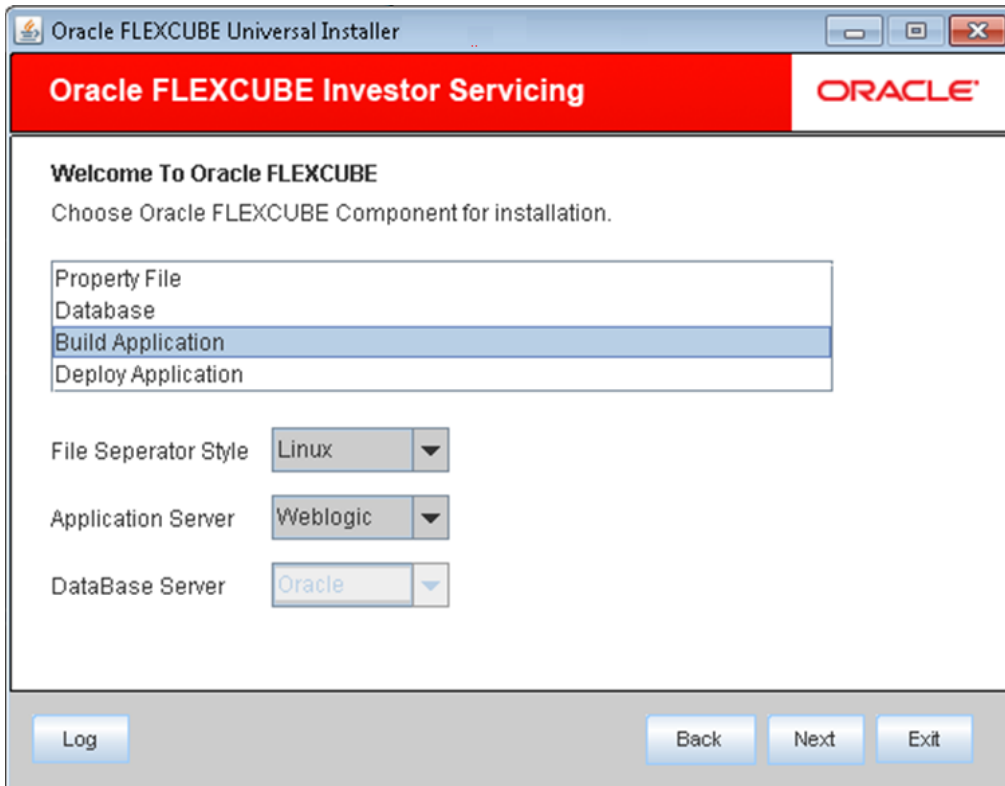 Oracle FLEXCUBE Universal Installer
Oracle FLEXCUBE Investor Servicing
ORACLE
Welcome To Oracle FLEXCUBE
Choose Oracle FLEXCUBE Component for installation.
Property File
Database
Build Application
Deploy Application
File Seperator Style Linux
Application Server Weblogic
DataBase Server Oracle
Log Back Next Exit